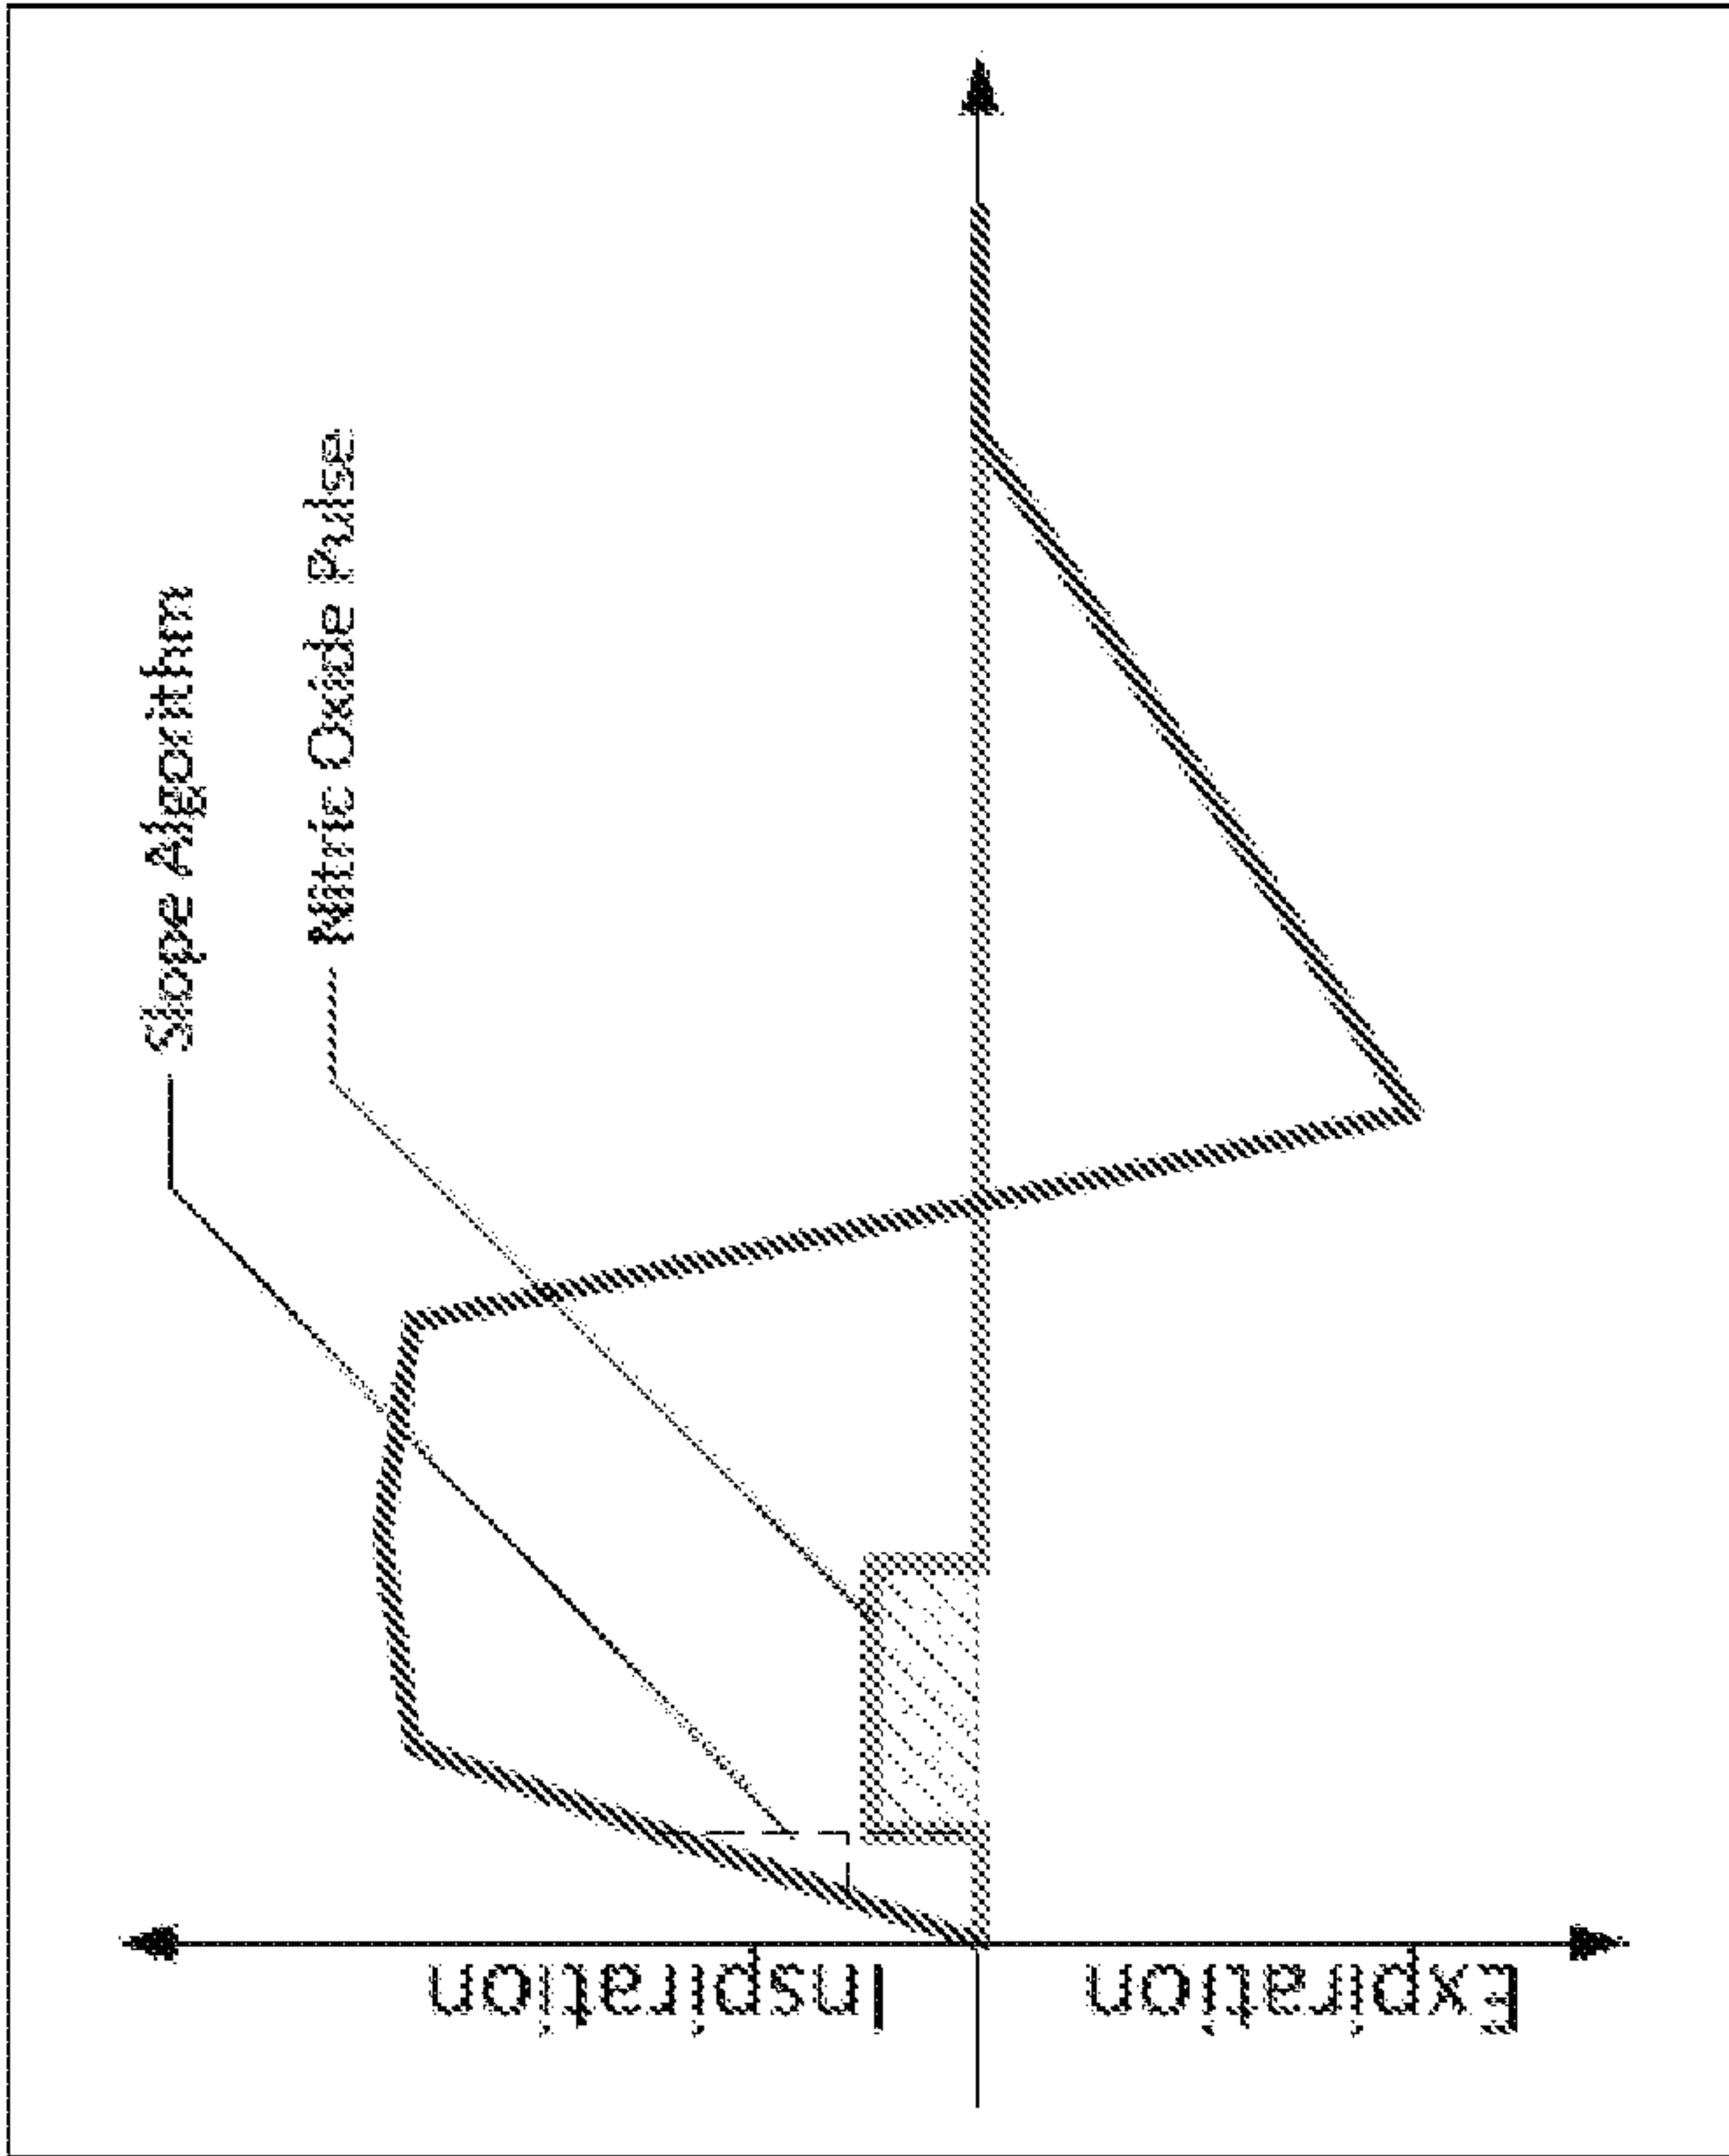 Slope Algorithm
Nitric Oxide Pulse
Inspiration
Expiration